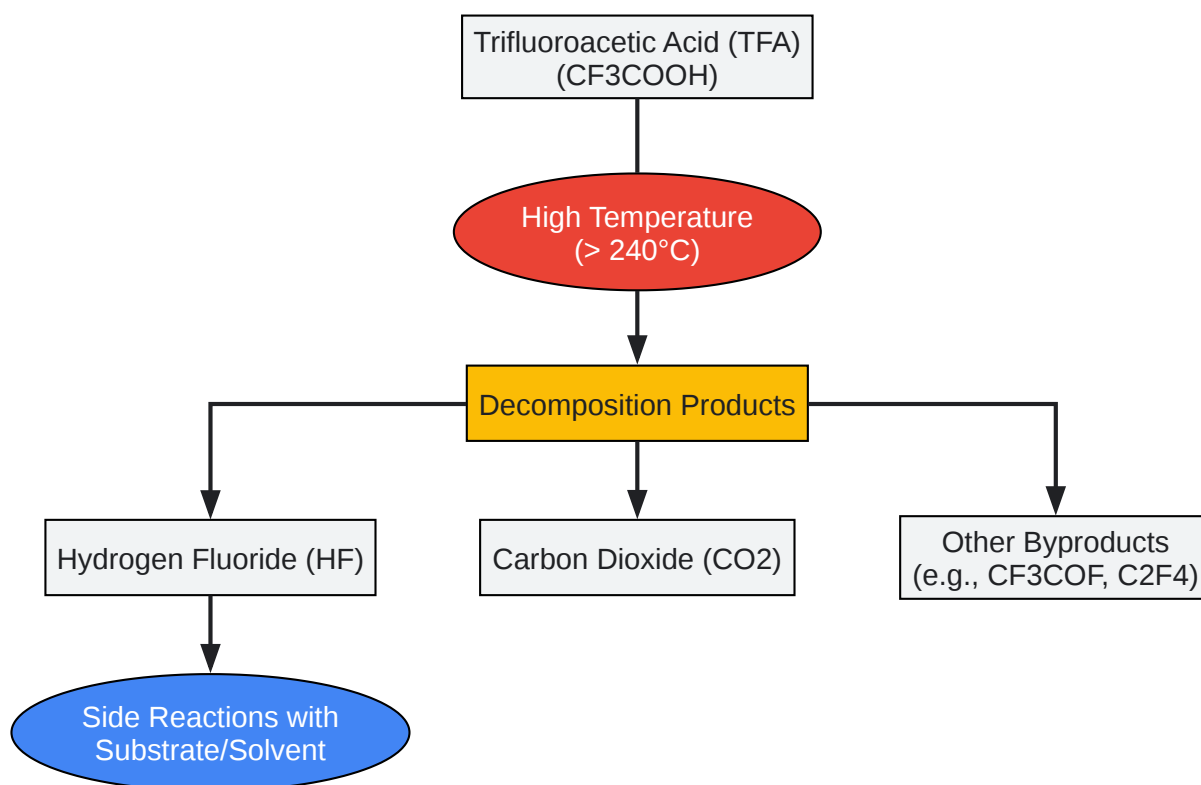 Trifluoroacetic Acid (TFA)
(CF3COOH)
High Temperature
(> 240°C)
Decomposition Products
Hydrogen Fluoride (HF)
Carbon Dioxide (CO2)
Other Byproducts
(e.g., CF3COF, C2F4)
Side Reactions with
Substrate/Solvent